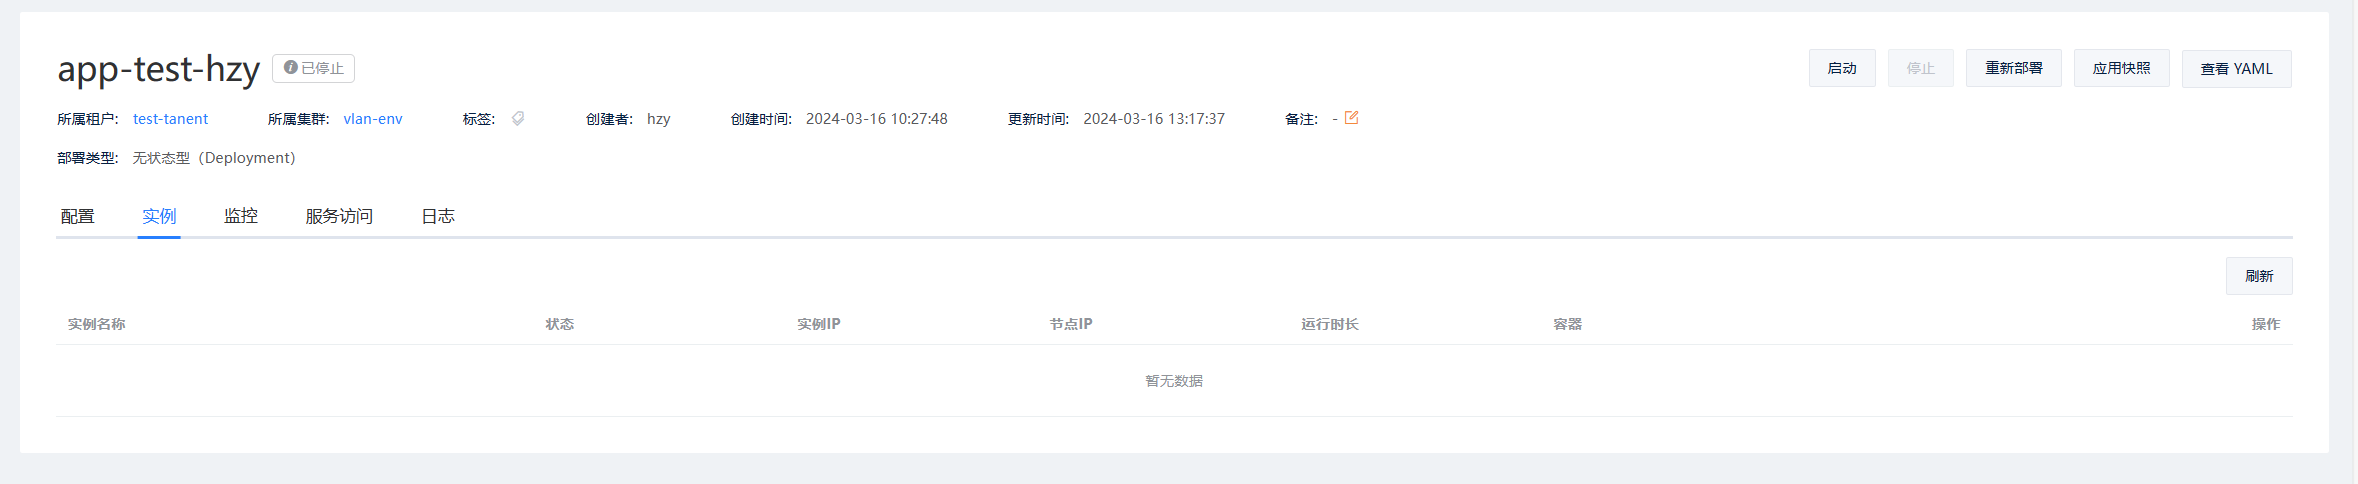 app-test-hzy 已停止 启动 停止 重新部署 应用快照 查看 YAML
所属租户: test-tanent 所属集群: vlan-env 标签: 创建者: hzy 创建时间: 2024-03-16 10:27:48 更新时间: 2024-03-16 13:17:37 备注: -
部署类型: 无状态型（Deployment）
配置 实例 监控 服务访问 日志
刷新
实例名称 状态 实例IP 节点IP 运行时长 容器 操作
暂无数据